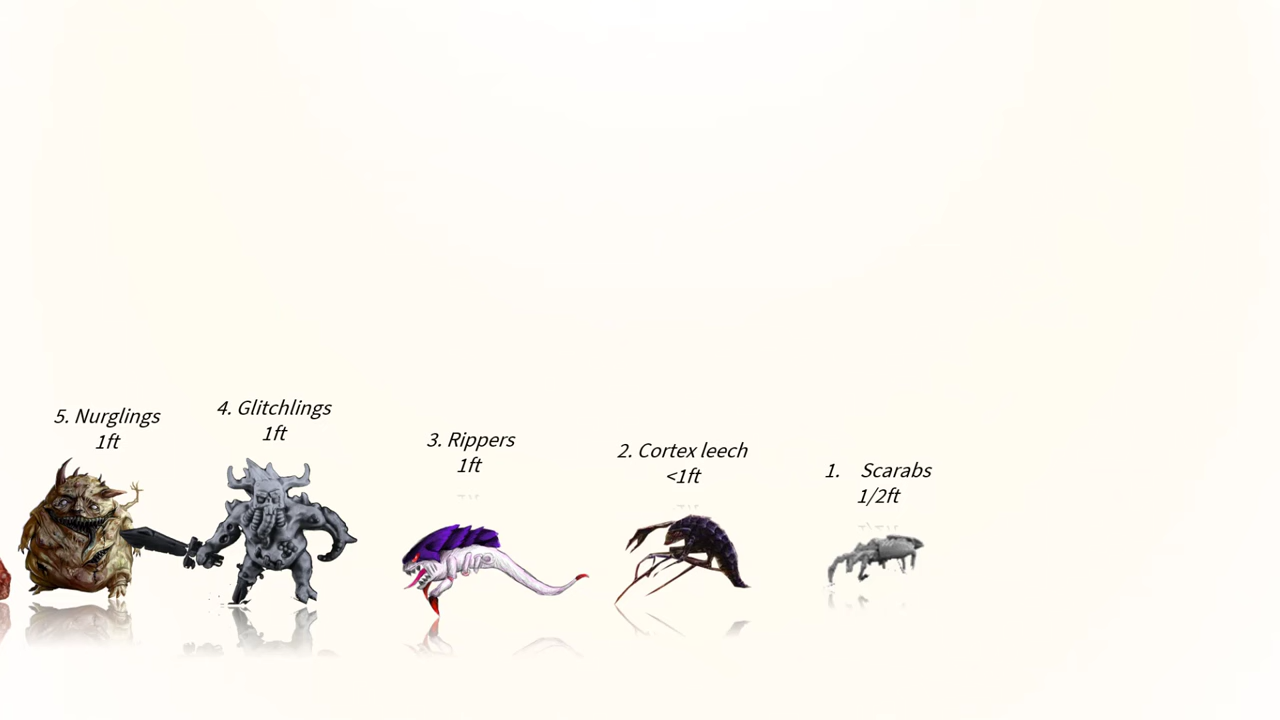 5. Nurglings
1ft
4. Glitchlings
1ft
3. Rippers
1ft
2. Cortex leech
<1ft
1. Scarabs
1/2ft